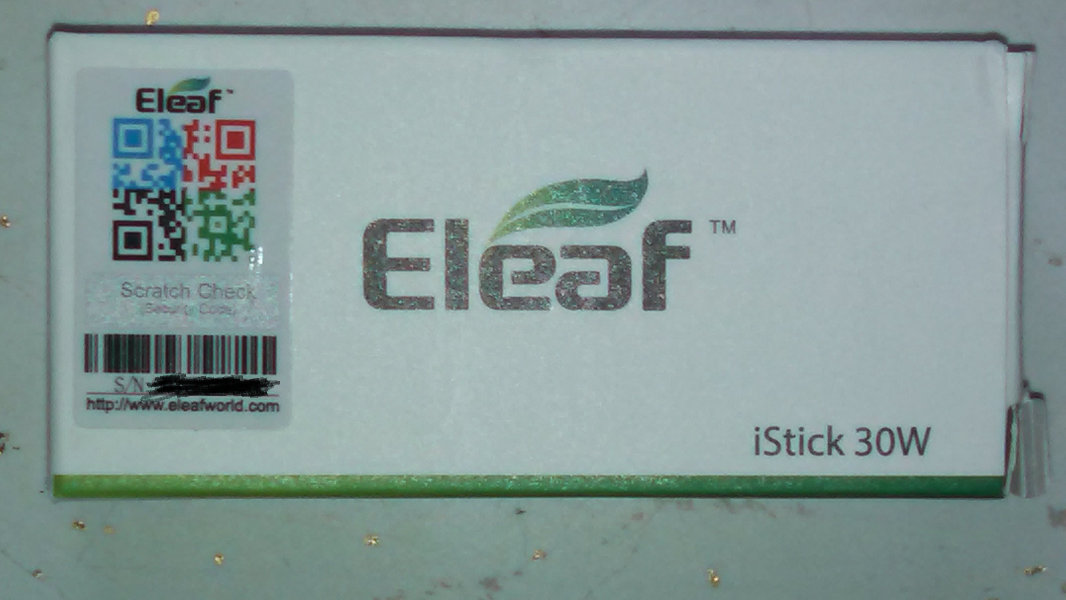 Eleaf™
Scratch Check
(Security Code)
S/N
http://www.eleafworld.com
Eleaf™
iStick 30W